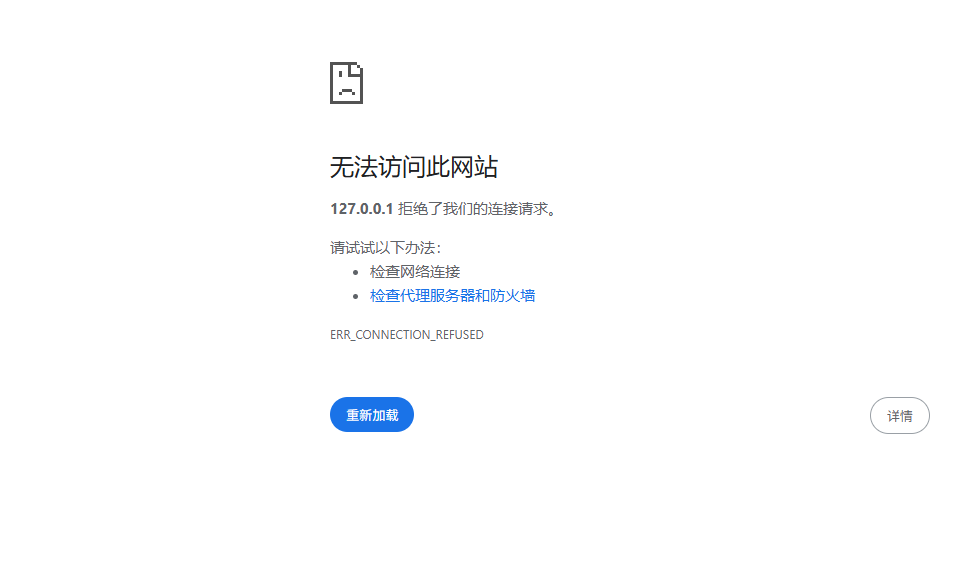 无法访问此网站
127.0.0.1 拒绝了我们的连接请求。
请试试以下办法：
• 检查网络连接
• 检查代理服务器和防火墙
ERR_CONNECTION_REFUSED
重新加载
详情